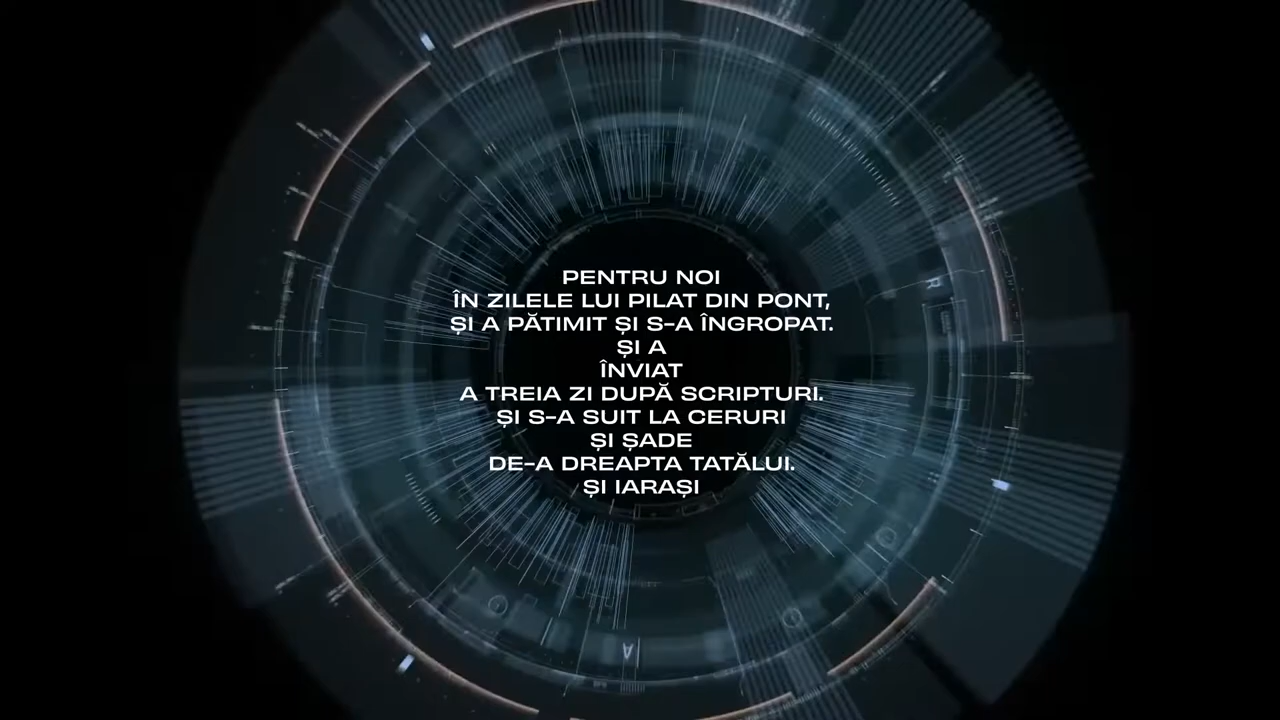 PENTRU NOI
ÎN ZILELE LUI PILAT DIN PONT,
ȘI A PĂTIMIT ȘI S-A ÎNGROPAT.
ȘI A
ÎNVIAT
A TREIA ZI DUPĂ SCRIPTURI.
ȘI S-A SUIT LA CERURI
ȘI ȘADE
DE-A DREAPTA TATĂLUI.
ȘI IARAȘI